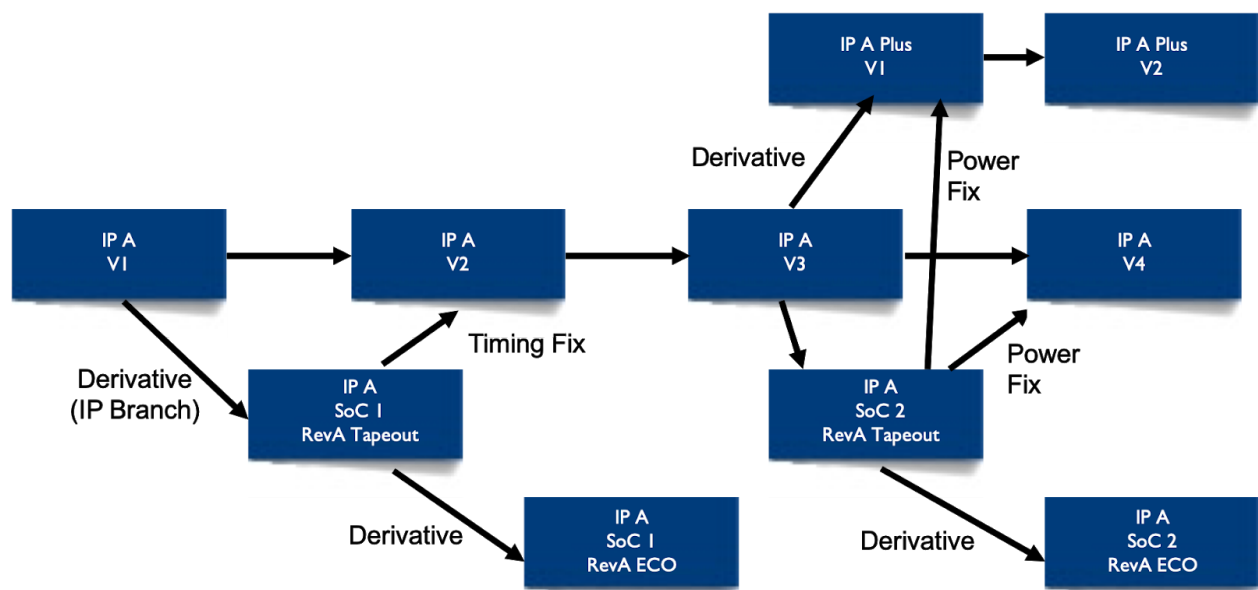 IP A Plus
V1
IP A Plus
V2
Derivative
Power
Fix
IP A
V1
IP A
V2
IP A
V3
IP A
V4
Timing Fix
Power
Fix
Derivative
(IP Branch)
IP A
SoC 1
RevA Tapeout
IP A
SoC 2
RevA Tapeout
Derivative
IP A
SoC 1
RevA ECO
Derivative
IP A
SoC 2
RevA ECO